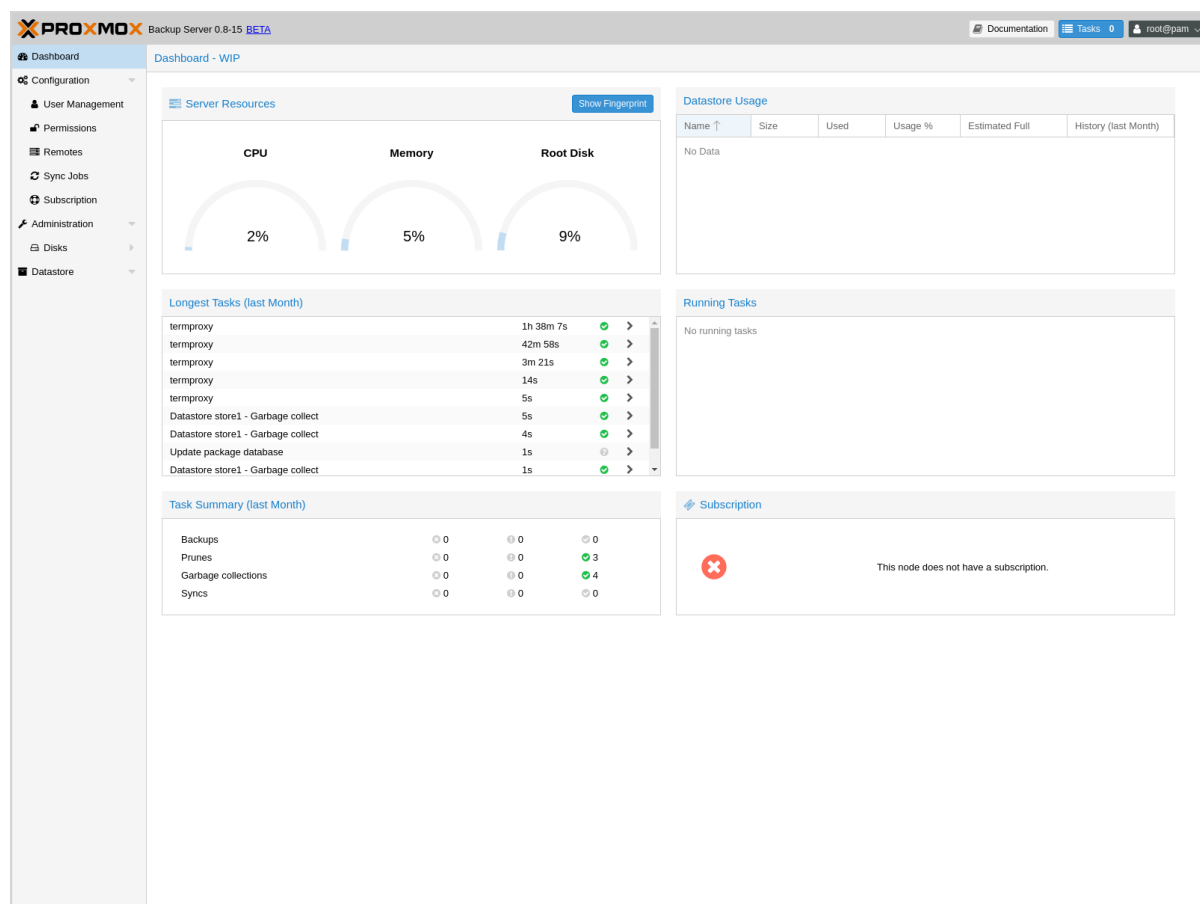 PROXMOX Backup Server 0.8-15 BETA Documentation Tasks 0 root@pam
Dashboard
Configuration
User Management
Permissions
Remotes
Sync Jobs
Subscription
Administration
Disks
Datastore
Dashboard - WIP
Server Resources Show Fingerprint
CPU Memory Root Disk
2% 5% 9%
Datastore Usage
Name Size Used Usage % Estimated Full History (last Month)
No Data
Longest Tasks (last Month)
termproxy 1h 38m 7s
termproxy 42m 58s
termproxy 3m 21s
termproxy 14s
termproxy 5s
Datastore store1 - Garbage collect 5s
Datastore store1 - Garbage collect 4s
Update package database 1s
Datastore store1 - Garbage collect 1s
Running Tasks
No running tasks
Task Summary (last Month)
Backups 0 0 0
Prunes 0 0 3
Garbage collections 0 0 4
Syncs 0 0 0
Subscription
This node does not have a subscription.